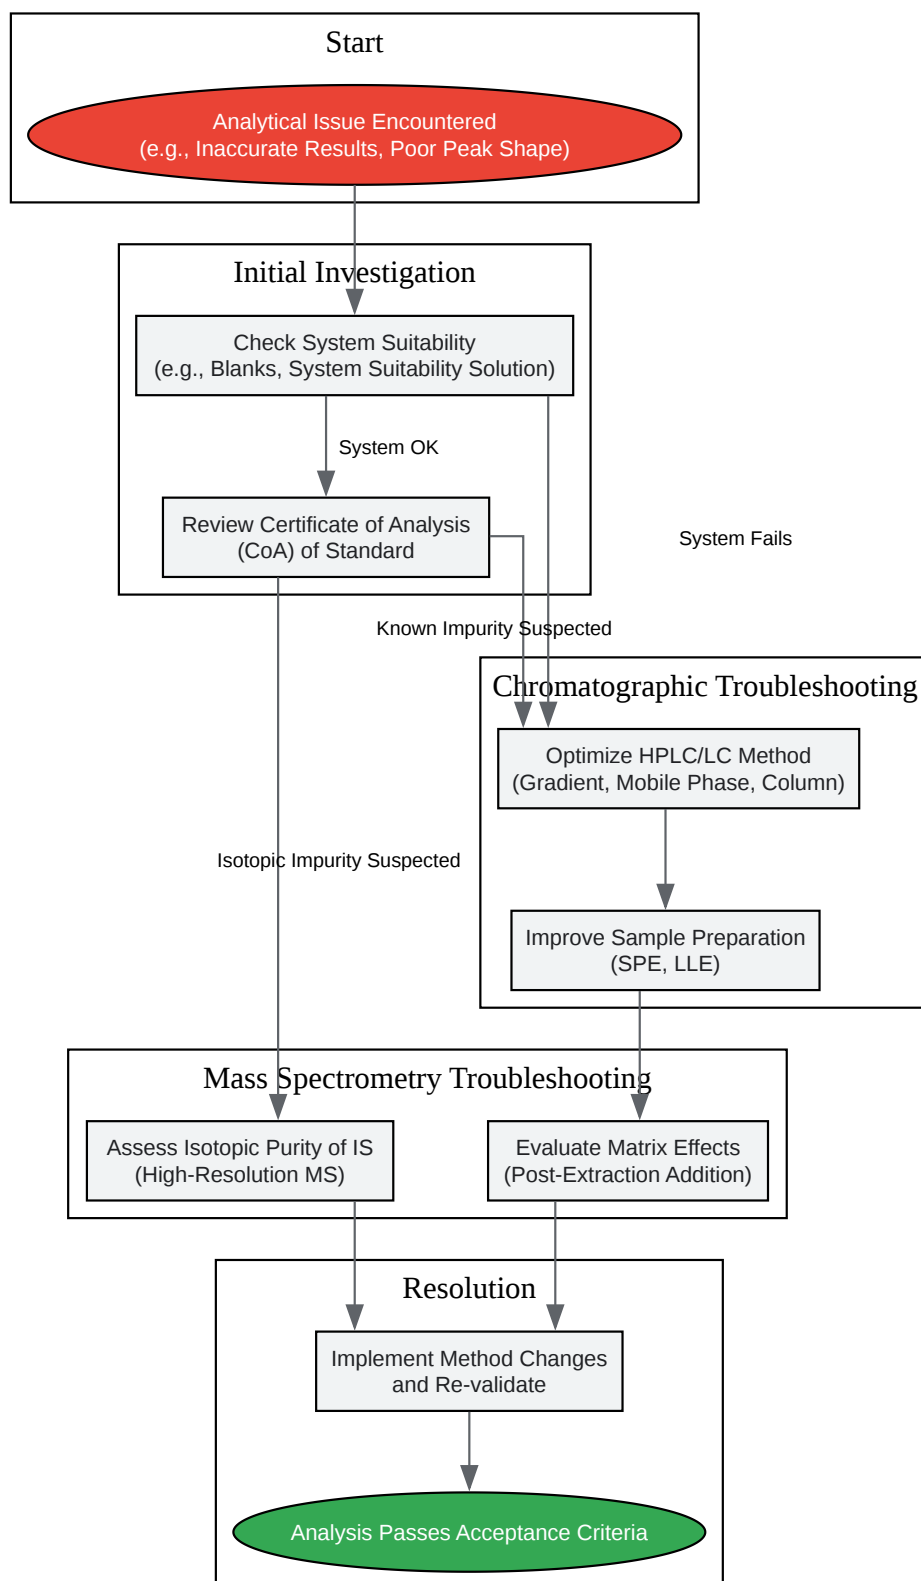 Start
Analytical Issue Encountered
(e.g., Inaccurate Results, Poor Peak Shape)
Initial Investigation
Check System Suitability
(e.g., Blanks, System Suitability Solution)
System OK
Review Certificate of Analysis
(CoA) of Standard
System Fails
Known Impurity Suspected
Chromatographic Troubleshooting
Optimize HPLC/LC Method
(Gradient, Mobile Phase, Column)
Isotopic Impurity Suspected
Improve Sample Preparation
(SPE, LLE)
Mass Spectrometry Troubleshooting
Assess Isotopic Purity of IS
(High-Resolution MS)
Evaluate Matrix Effects
(Post-Extraction Addition)
Resolution
Implement Method Changes
and Re-validate
Analysis Passes Acceptance Criteria